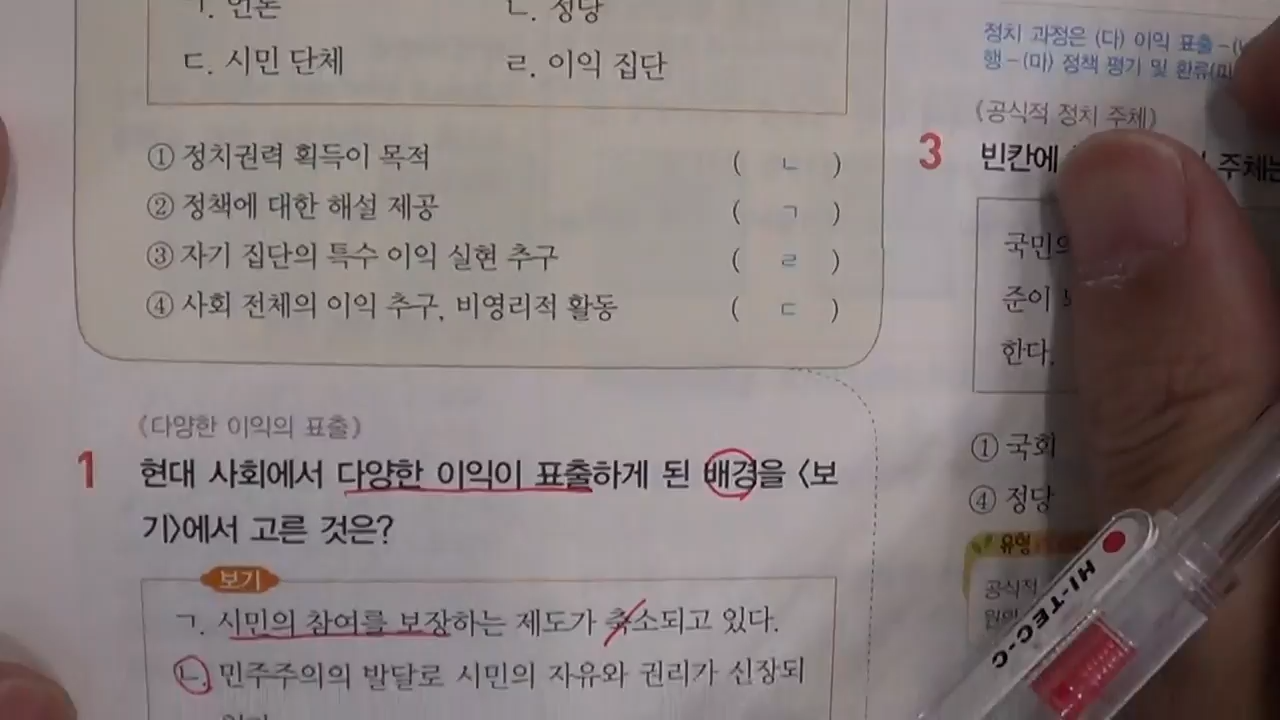 ㄱ. 언론 ㄴ. 정당
ㄷ. 시민 단체 ㄹ. 이익 집단
① 정치권력 획득이 목적 ( ㄴ )
② 정책에 대한 해설 제공 ( ㄱ )
③ 자기 집단의 특수 이익 실현 추구 ( ㄹ )
④ 사회 전체의 이익 추구, 비영리적 활동 ( ㄷ )
《다양한 이익의 표출》
1 현대 사회에서 다양한 이익이 표출하게 된 배경을 〈보
기〉에서 고른 것은?
보기
ㄱ. 시민의 참여를 보장하는 제도가 축소되고 있다.
ㄴ. 민주주의의 발달로 시민의 자유와 권리가 신장되
정치 과정은 (다) 이익 표출-
행-(마) 정책 평가 및 환류
《공식적 정치 주체》
3 빈칸에 주체는
국민의
준이
한다.
① 국회
④ 정당
유형
공식적
HI-TEC-C